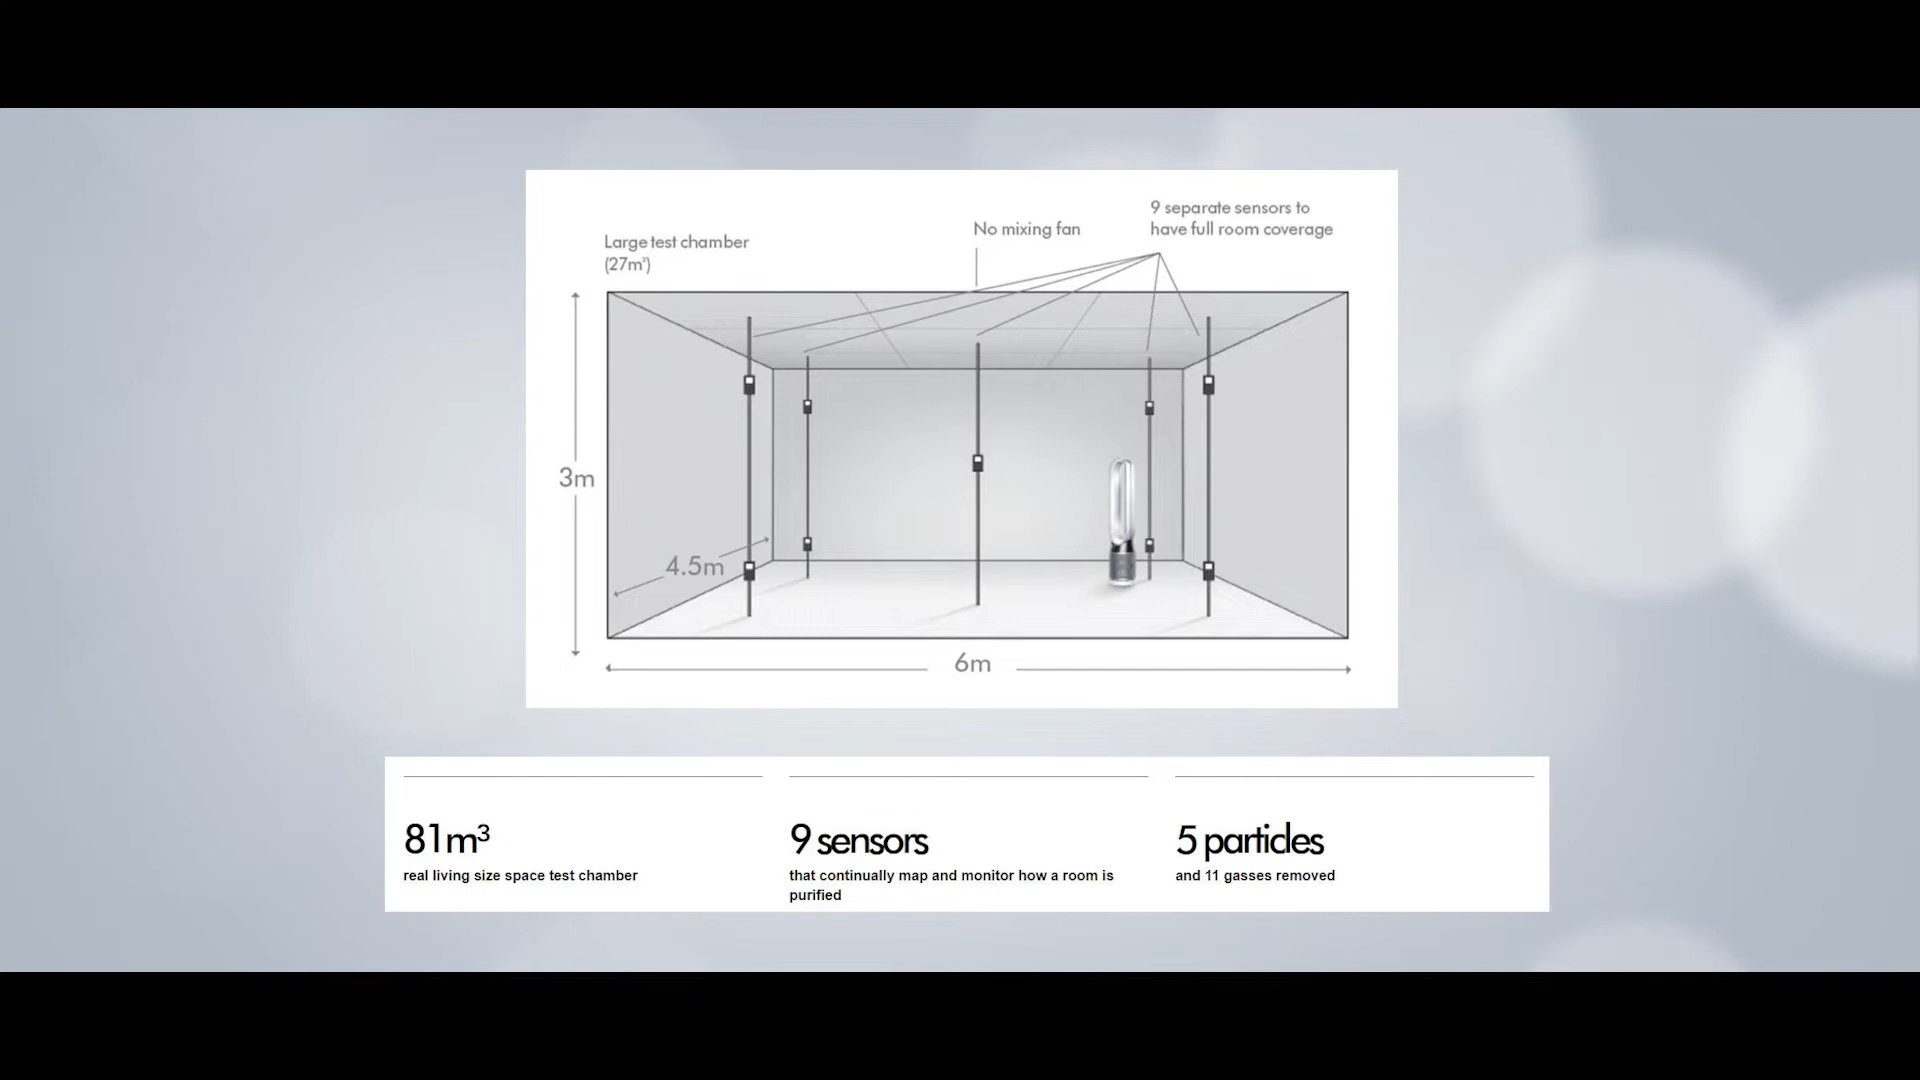 Large test chamber
(27m³)
No mixing fan
9 separate sensors to
have full room coverage
3m
4.5m
6m
81m³
real living size space test chamber
9 sensors
that continually map and monitor how a room is
purified
5 particles
and 11 gasses removed